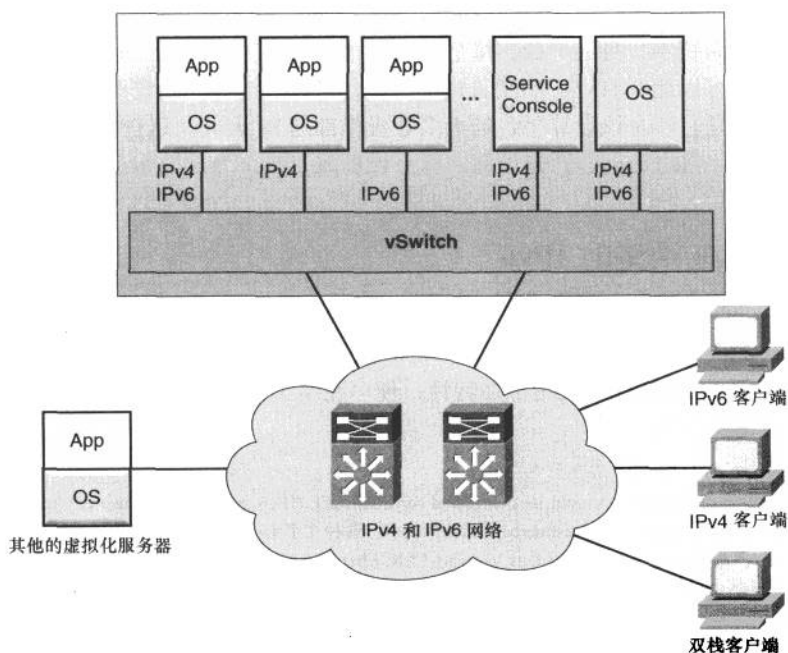 App
App
App
...
Service
Console
OS
OS
OS
OS
IPv4
IPv6
IPv4
IPv6
IPv4
IPv6
IPv4
IPv6
vSwitch
App
OS
其他的虚拟化服务器
IPv4 和 IPv6 网络
IPv6 客户端
IPv4 客户端
双栈客户端